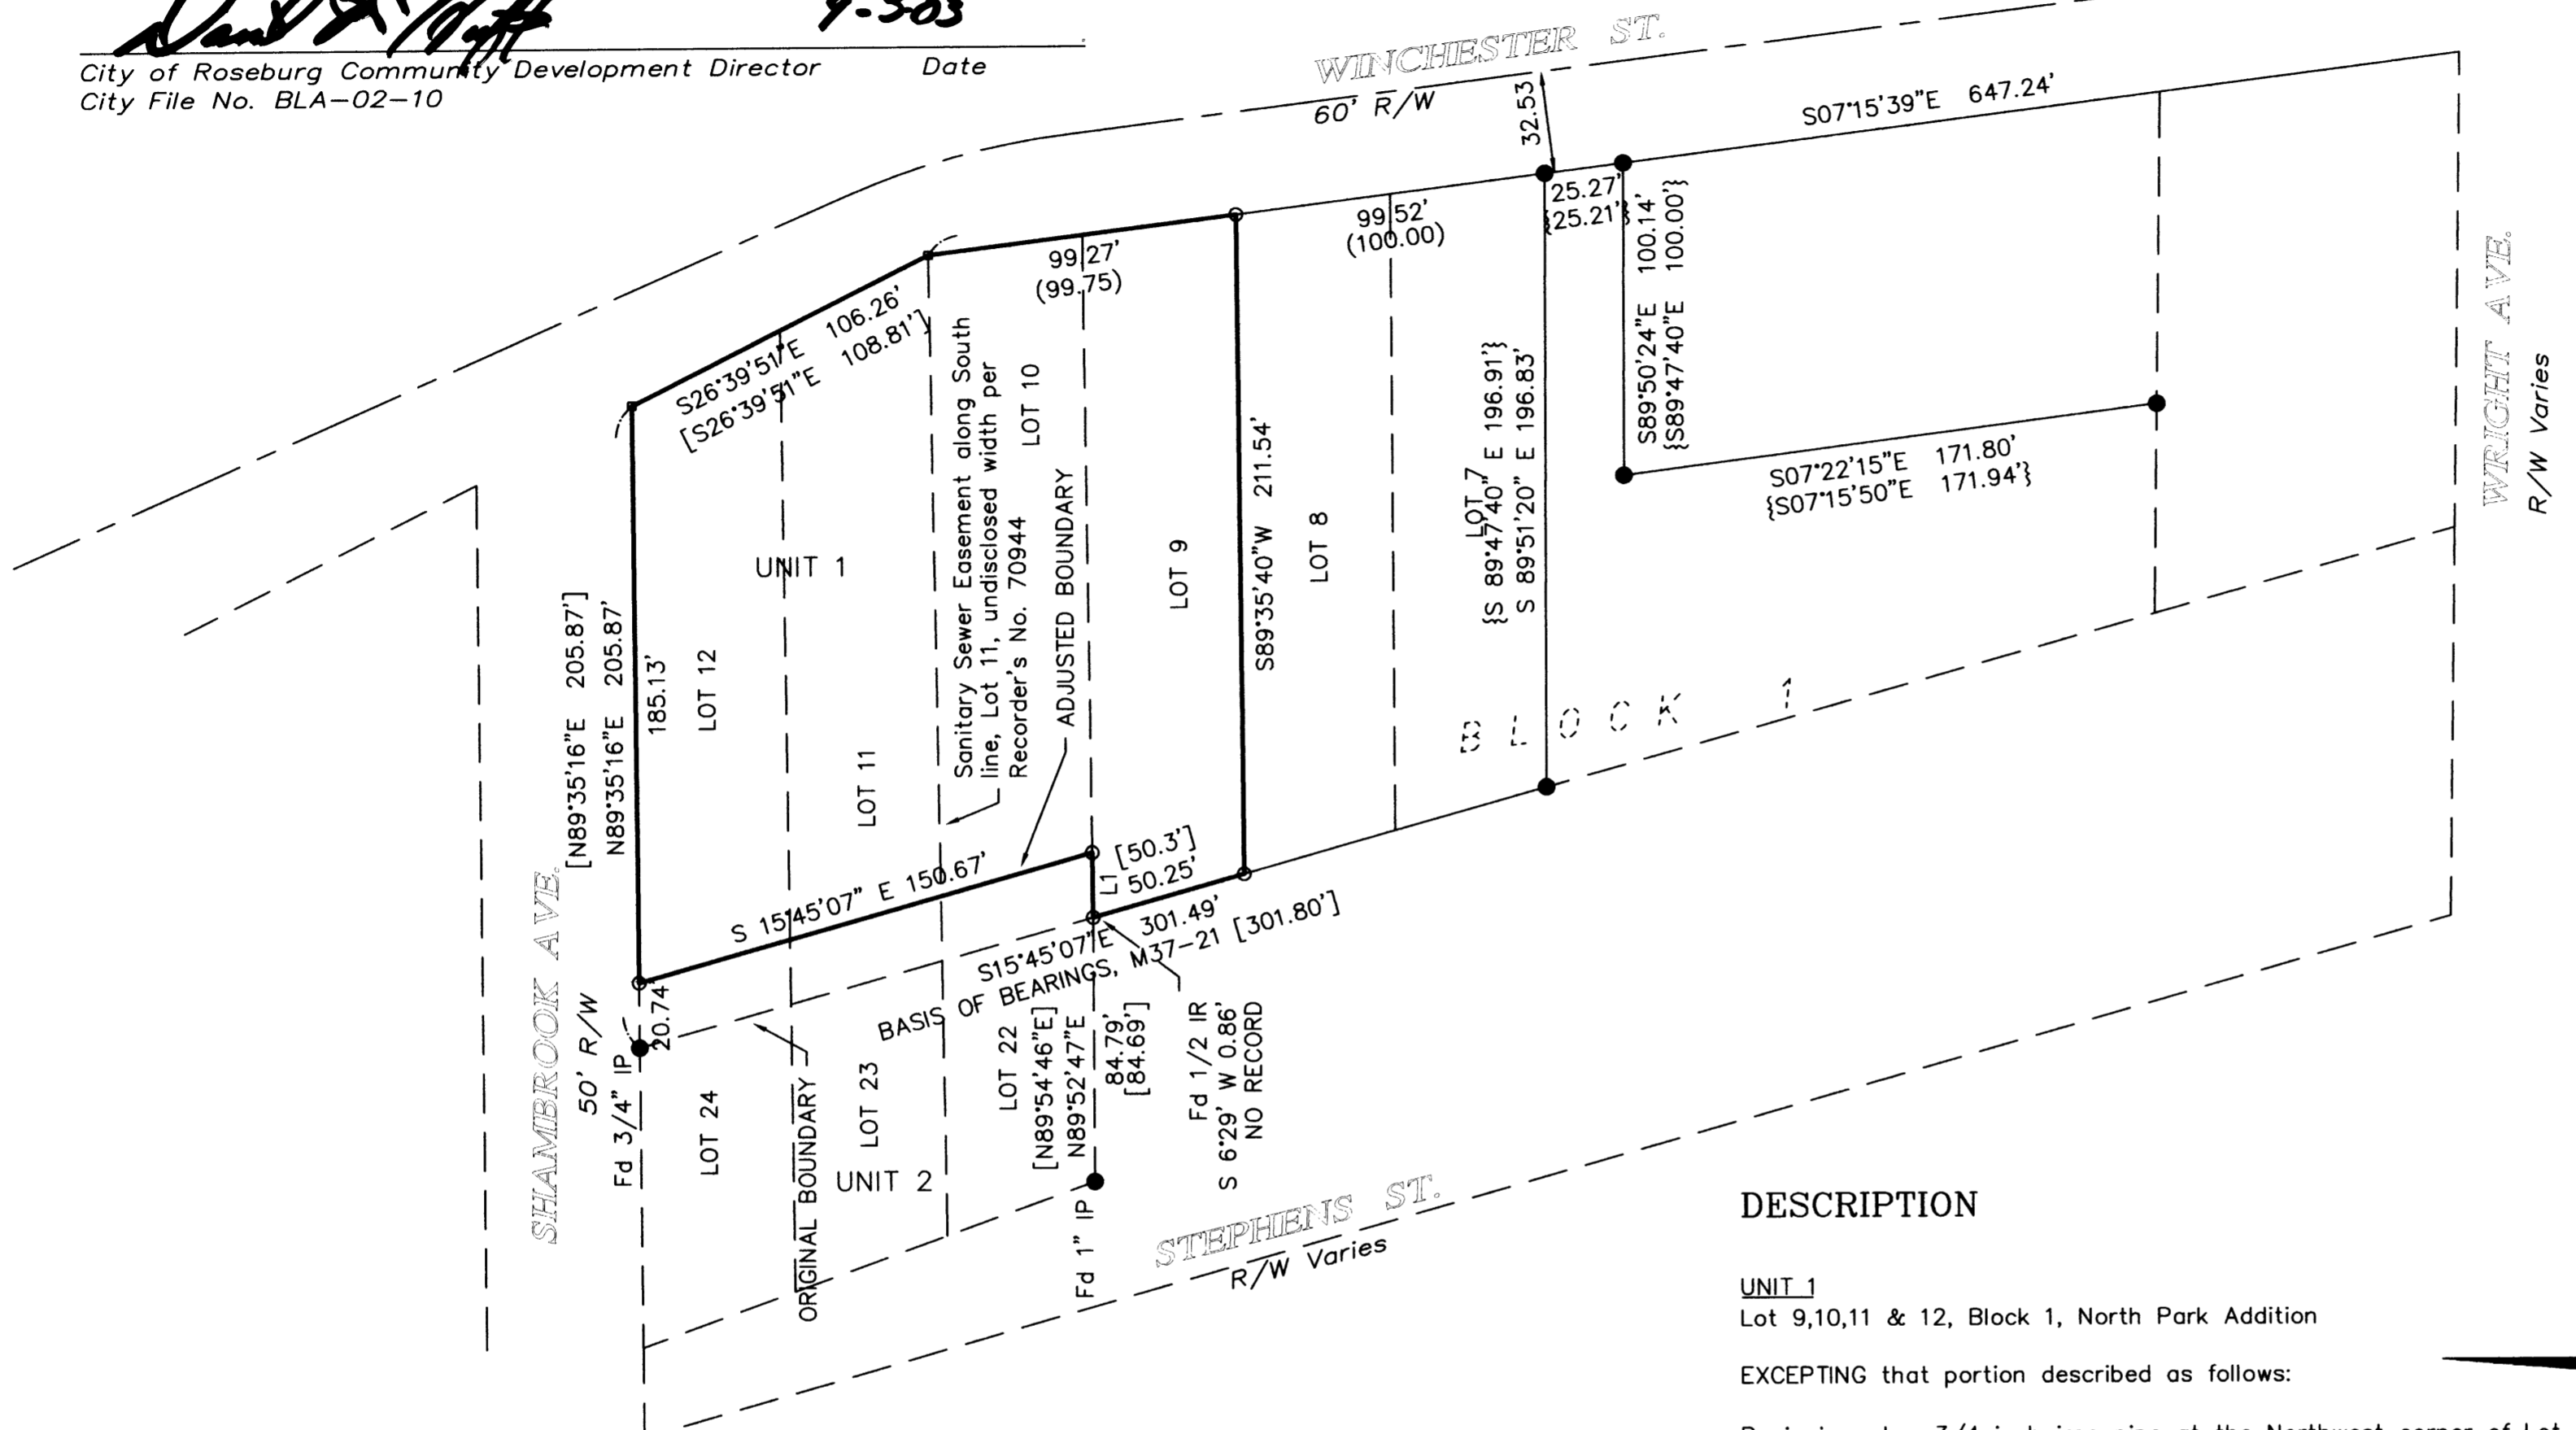 9-3-03
City of Roseburg Community Development Director Date
City File No. BLA-02-10
WINCHESTER ST.
60' R/W
32.53
S07°15'39"E 647.24'
25.27'
{25.21'}
99.52'
(100.00)
99.27'
(99.75)
S26°39'51"E 106.26'
[S26°39'51"E 108.81']
S89°50'24"E 100.14'
{S89°47'40"E 100.00'}
S07°22'15"E 171.80'
{S07°15'50"E 171.94'}
WRIGHT AVE.
R/W Varies
[N89°35'16"E 205.87']
N89°35'16"E 205.87'
185.13'
LOT 12
UNIT 1
LOT 11
Sanitary Sewer Easement along South
line, Lot 11, undisclosed width per
Recorder's No. 70944
LOT 10
ADJUSTED BOUNDARY
LOT 9
S89°35'40"W 211.54'
LOT 8
LOT 7
{S 89°47'40" E 196.91'}
S 89°51'20" E 196.83'
BLOCK 1
S 15°45'07" E 150.67'
L1
[50.3']
50.25'
S15°45'07"E 301.49'
BASIS OF BEARINGS, M37-21 [301.80']
SHAMBROOK AVE.
50' R/W
20.74
Fd 3/4" IP
LOT 24
ORIGINAL BOUNDARY
LOT 23
UNIT 2
LOT 22
[N89°54'46"E]
N89°52'47"E
84.79'
[84.69']
Fd 1/2 IR
S 6°29' W 0.86'
NO RECORD
Fd 1" IP
STEPHENS ST.
R/W Varies
DESCRIPTION
UNIT 1
Lot 9,10,11 & 12, Block 1, North Park Addition
EXCEPTING that portion described as follows: